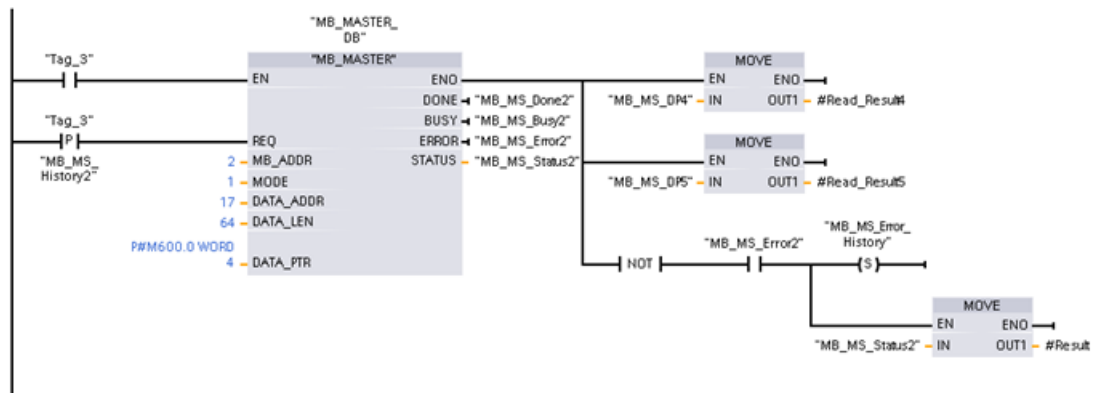 "MB_MASTER_
DB"
"Tag_3"
"MB_MASTER"
MOVE
EN
ENO
EN
ENO
DONE
"MB_MS_Done2"
"MB_MS_DP4"
IN
OUT1
#Read_Result4
"Tag_3"
BUSY
"MB_MS_Busy2"
P
REQ
ERROR
"MB_MS_Error2"
MOVE
"MB_MS_
History2"
2
MB_ADDR
STATUS
"MB_MS_Status2"
EN
ENO
1
MODE
"MB_MS_DP5"
IN
OUT1
#Read_Result5
17
DATA_ADDR
64
DATA_LEN
"MB_MS_Error_
History"
"MB_MS_Error2"
P#M600.0 WORD
4
DATA_PTR
NOT
S
MOVE
EN
ENO
"MB_MS_Status2"
IN
OUT1
#Result